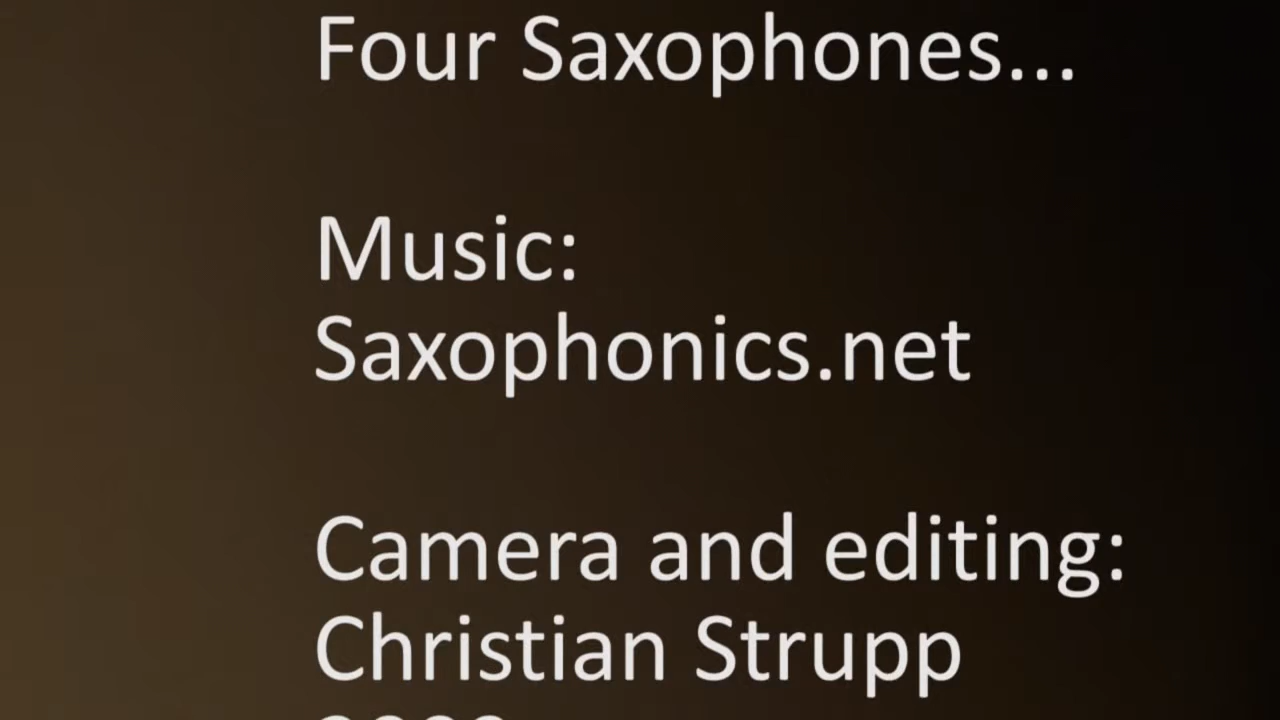 Four Saxophones...
Music:
Saxophonics.net
Camera and editing:
Christian Strupp